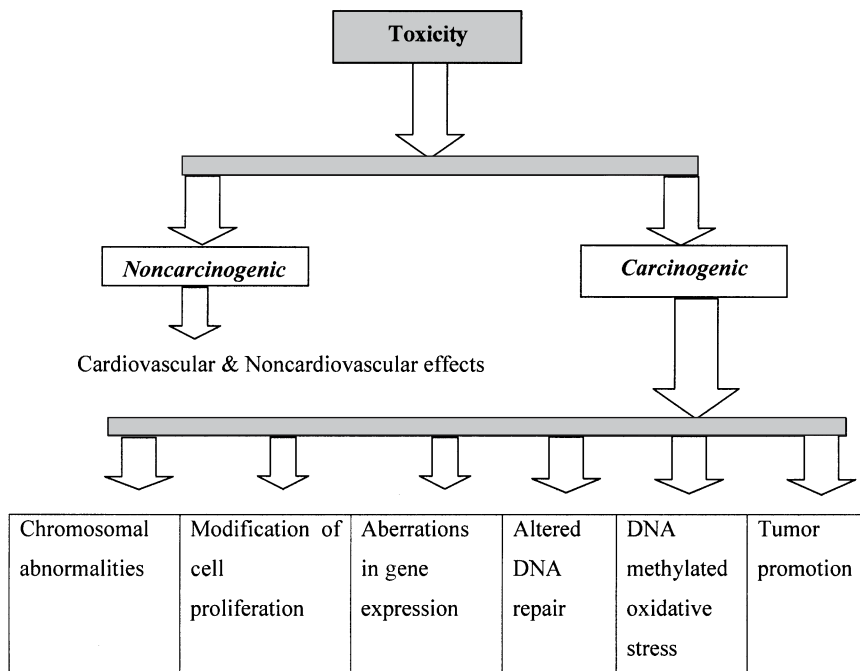 Toxicity
Noncarcinogenic
Carcinogenic
Cardiovascular & Noncardiovascular effects
Chromosomal
abnormalities
Modification of
cell
proliferation
Aberrations
in gene
expression
Altered
DNA
repair
DNA
methylated
oxidative
stress
Tumor
promotion